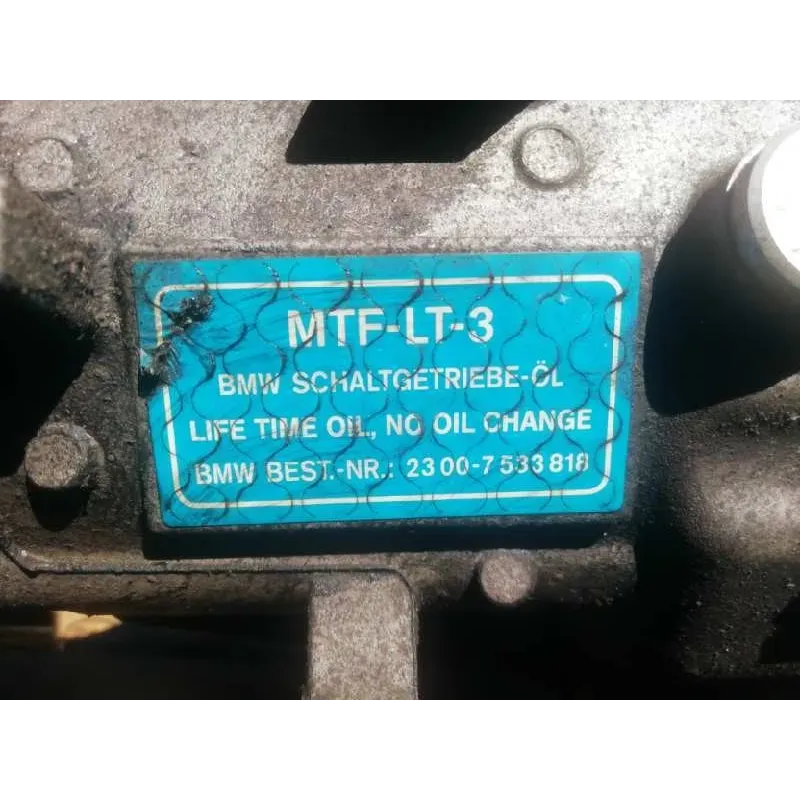 MTF-LT-3
BMW SCHALTGETRIEBE-ÖL
LIFE TIME OIL, NO OIL CHANGE
BMW BEST.-NR.: 23 00-7 533 818